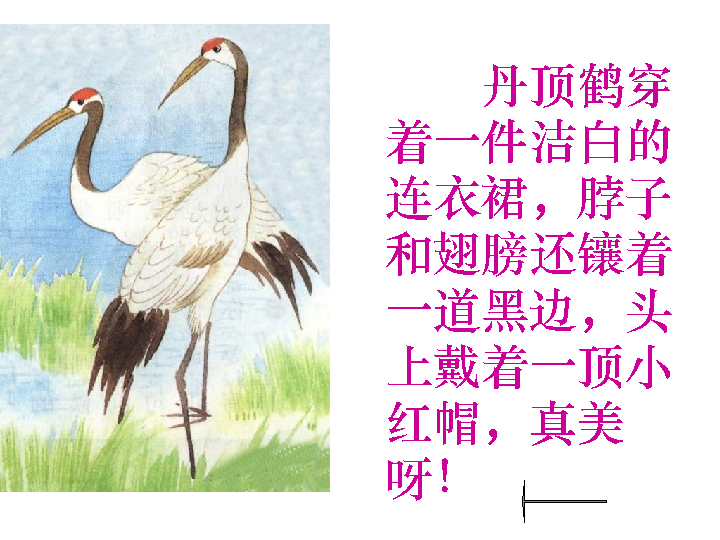 丹顶鹤穿
着一件洁白的
连衣裙，脖子
和翅膀还镶着
一道黑边，头
上戴着一顶小
红帽，真美
呀！